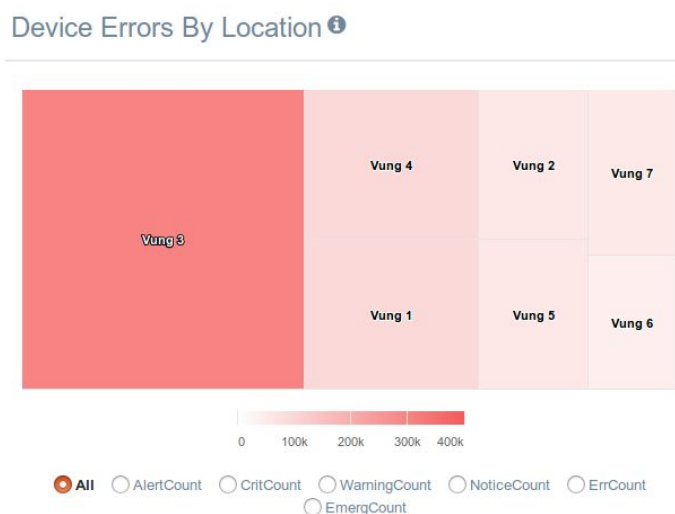 Device Errors By Location
Vung 3
Vung 4
Vung 2
Vung 7
Vung 1
Vung 5
Vung 6
0 100k 200k 300k 400k
All AlertCount CritCount WarningCount NoticeCount ErrCount
EmergCount